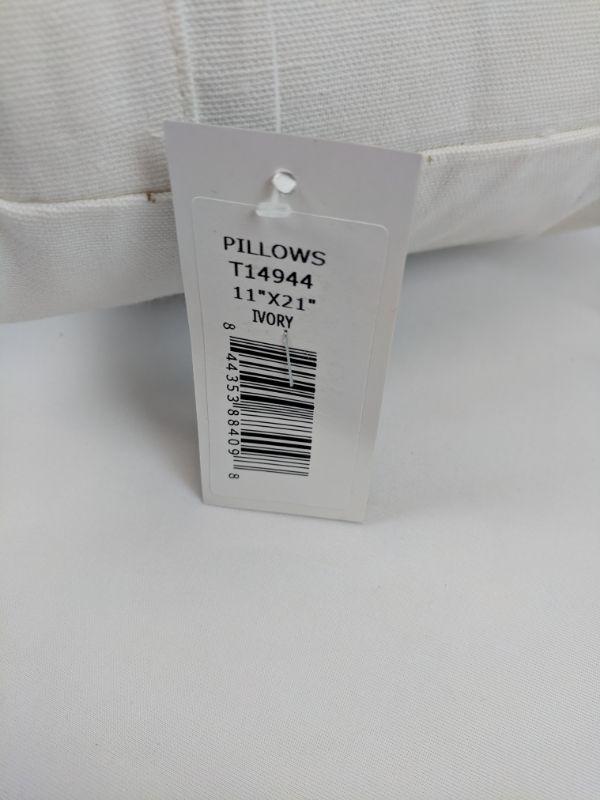 PILLOWS
T14944
11"X21"
IVORY
8 44353 88409 8